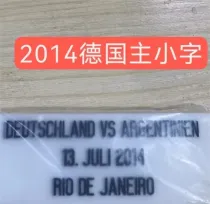 2014德国主小字
DEUTSCHLAND VS ARGENTINIEN
13. JULI 2014
RIO DE JANEIRO